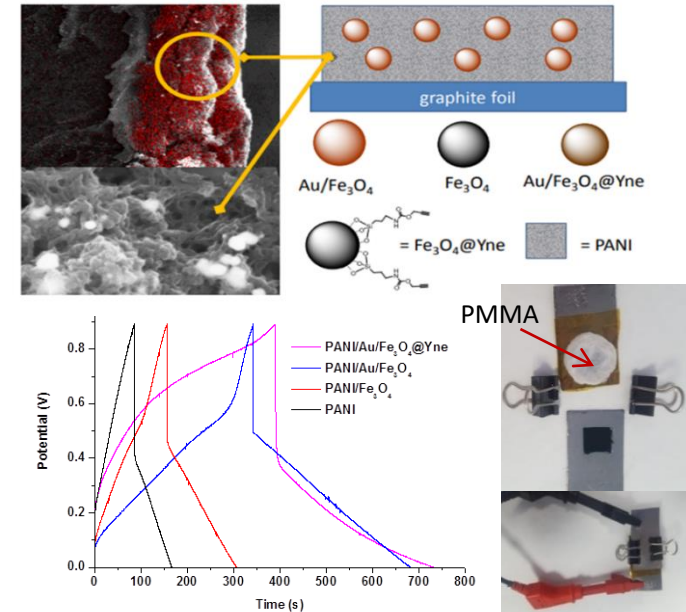 graphite foil
Au/Fe₃O₄
Fe₃O₄
Au/Fe₃O₄@Yne
= Fe₃O₄@Yne
= PANI
PMMA
PANI/Au/Fe₃O₄@Yne
PANI/Au/Fe₃O₄
PANI/Fe₃O₄
PANI
Potential (V)
0.8
0.6
0.4
0.2
0.0
0 100 200 300 400 500 600 700 800
Time (s)